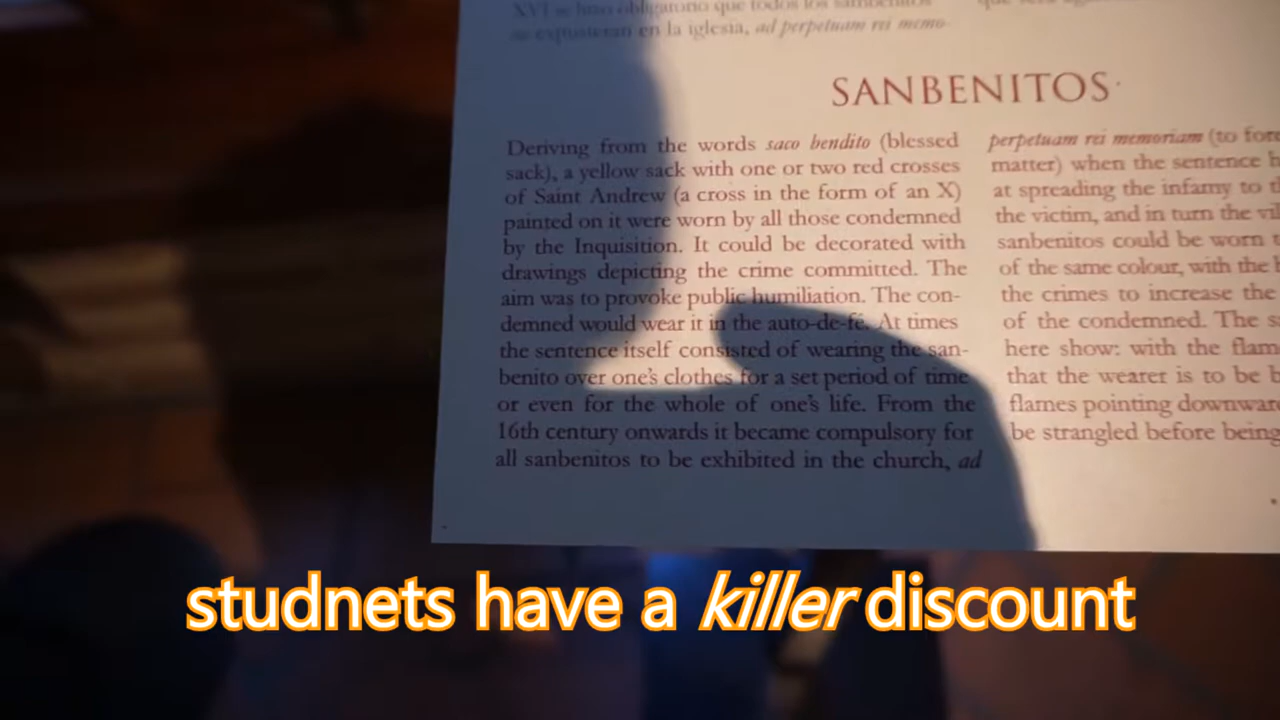 XVI se hizo obligatorio que todos los sambenitos
se expusieran en la iglesia, ad perpetuam rei memo-
SANBENITOS
Deriving from the words saco bendito (blessed
sack), a yellow sack with one or two red crosses
of Saint Andrew (a cross in the form of an X)
painted on it were worn by all those condemned
by the Inquisition. It could be decorated with
drawings depicting the crime committed. The
aim was to provoke public humiliation. The con-
demned would wear it in the auto-de-fé. At times
the sentence itself consisted of wearing the san-
benito over one's clothes for a set period of time
or even for the whole of one's life. From the
16th century onwards it became compulsory for
all sanbenitos to be exhibited in the church, ad
perpetuam rei memoriam (to
matter) when the sentence
at spreading the infamy to
the victim, and in turn the
sanbenitos could be worn
of the same colour, with the
the crimes to increase the
of the condemned. The
here show: with the
that the wearer is to be
flames pointing
be strangled before being
studnets have a killer discount